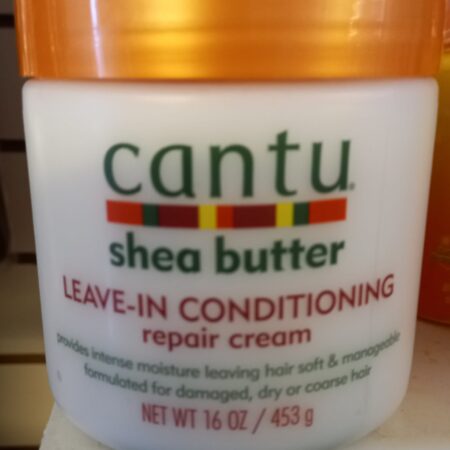 cantu®
shea butter
LEAVE-IN CONDITIONING
repair cream
provides intense moisture leaving hair soft & manageable
formulated for damaged, dry or coarse hair
NET WT 16 OZ / 453 g